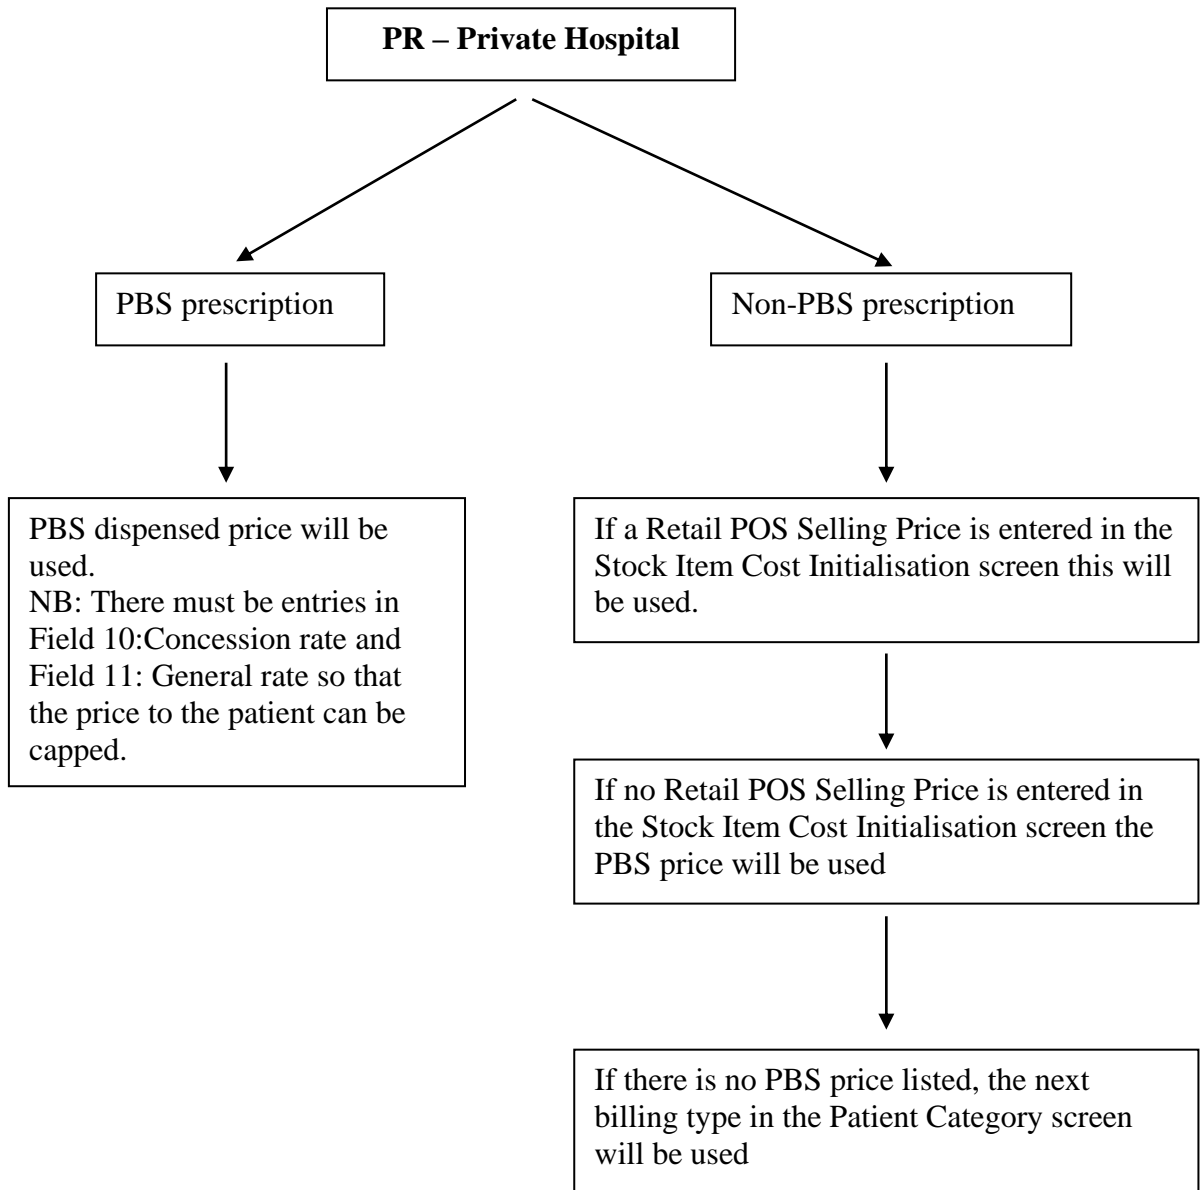 PR – Private Hospital
PBS prescription
Non-PBS prescription
PBS dispensed price will be
used.
NB: There must be entries in
Field 10:Concession rate and
Field 11: General rate so that
the price to the patient can be
capped.
If a Retail POS Selling Price is entered in the
Stock Item Cost Initialisation screen this will
be used.
If no Retail POS Selling Price is entered in
the Stock Item Cost Initialisation screen the
PBS price will be used
If there is no PBS price listed, the next
billing type in the Patient Category screen
will be used